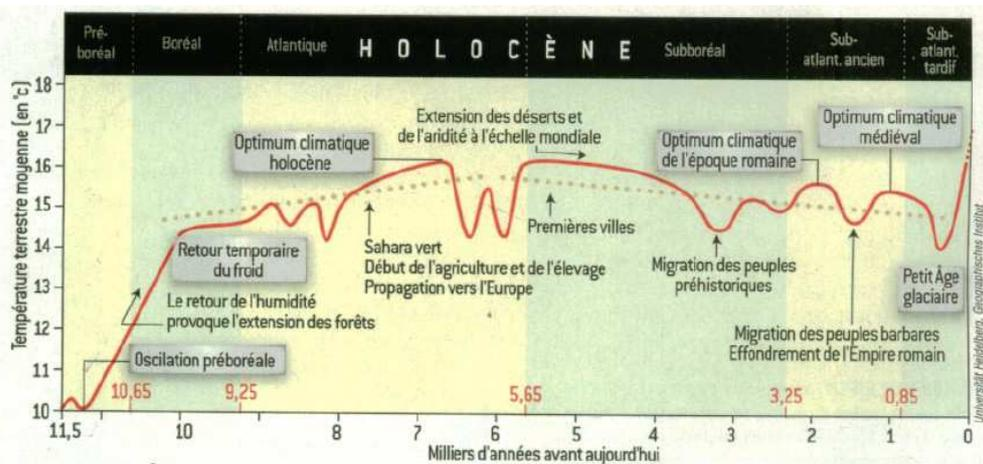 Pré-
boréal
Boréal
Atlantique
HOLOCÈNE
Subboréal
Sub-
atlant. ancien
Sub-
atlant.
tardif
Température terrestre moyenne (en °c)
18
17
16
15
14
13
12
11
10
Optimum climatique
holocène
Extension des déserts et
de l'aridité à l'échelle mondiale
Optimum climatique
de l'époque romaine
Optimum climatique
médiéval
Retour temporaire
du froid
Le retour de l'humidité
provoque l'extension des forêts
Oscilation préboréale
Sahara vert
Début de l'agriculture et de l'élevage
Propagation vers l'Europe
Premières villes
Migration des peuples
préhistoriques
Migration des peuples barbares
Effondrement de l'Empire romain
Petit Âge
glaciaire
10,65
9,25
5,65
3,25
0,85
11,5 10 8 7 6 5 4 3 2 1 0
Milliers d'années avant aujourd'hui
Universität Heidelberg, Geographisches Institut